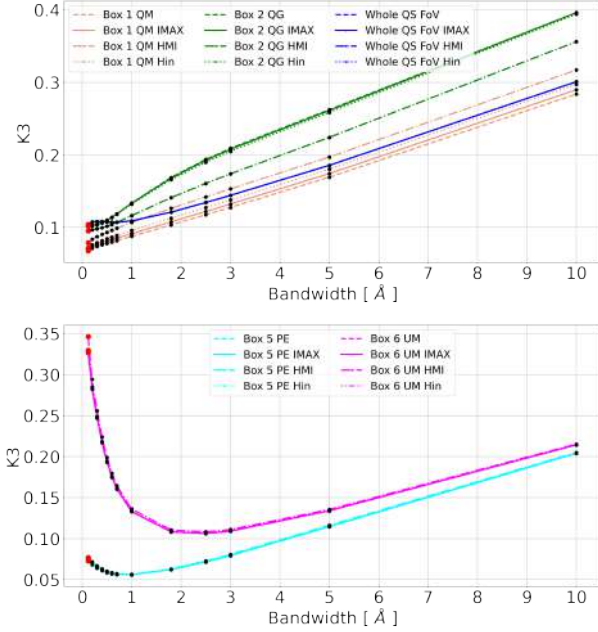 0.4
0.3
0.2
0.1
K3
Box 1 QM
Box 1 QM IMAX
Box 1 QM HMI
Box 1 QM Hin
Box 2 QG
Box 2 QG IMAX
Box 2 QG HMI
Box 2 QG Hin
Whole QS FoV
Whole QS FoV IMAX
Whole QS FoV HMI
Whole QS FoV Hin
0 1 2 3 4 5 6 7 8 9 10
Bandwidth [ Å ]
0.35
0.30
0.25
0.20
0.15
0.10
0.05
K3
Box 5 PE
Box 5 PE IMAX
Box 5 PE HMI
Box 5 PE Hin
Box 6 UM
Box 6 UM IMAX
Box 6 UM HMI
Box 6 UM Hin
0 1 2 3 4 5 6 7 8 9 10
Bandwidth [ Å ]